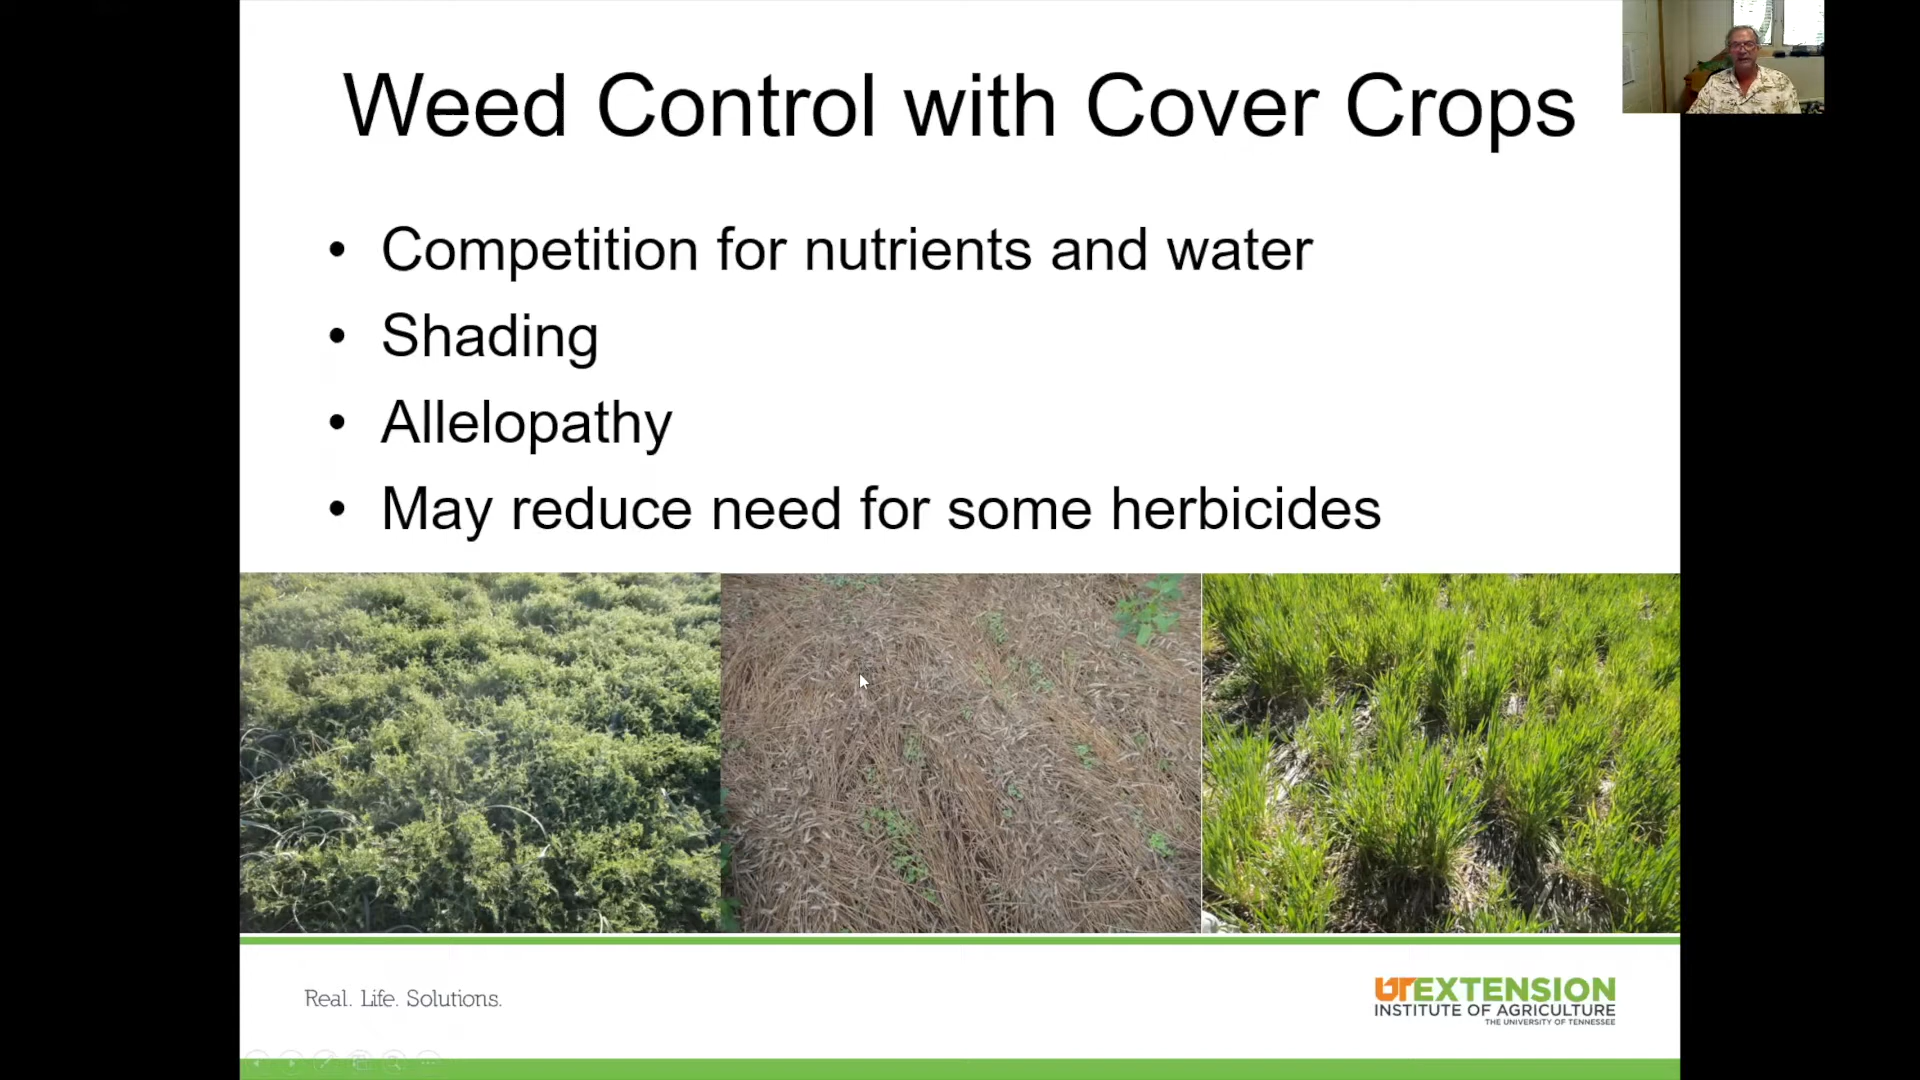 Weed Control with Cover Crops
• Competition for nutrients and water
• Shading
• Allelopathy
• May reduce need for some herbicides
Real. Life. Solutions.
UTEXTENSION
INSTITUTE OF AGRICULTURE
THE UNIVERSITY OF TENNESSEE